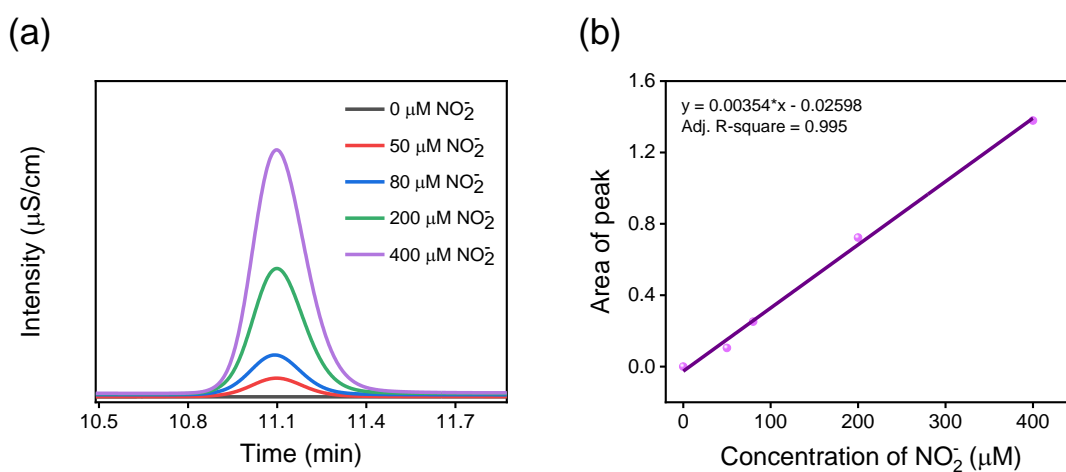 (a)
Intensity (μS/cm)
0 μM NO₂⁻
50 μM NO₂⁻
80 μM NO₂⁻
200 μM NO₂⁻
400 μM NO₂⁻
10.5 10.8 11.1 11.4 11.7
Time (min)
(b)
Area of peak
1.6
1.2
0.8
0.4
0.0
y = 0.00354*x - 0.02598
Adj. R-square = 0.995
0 100 200 300 400
Concentration of NO₂⁻ (μM)